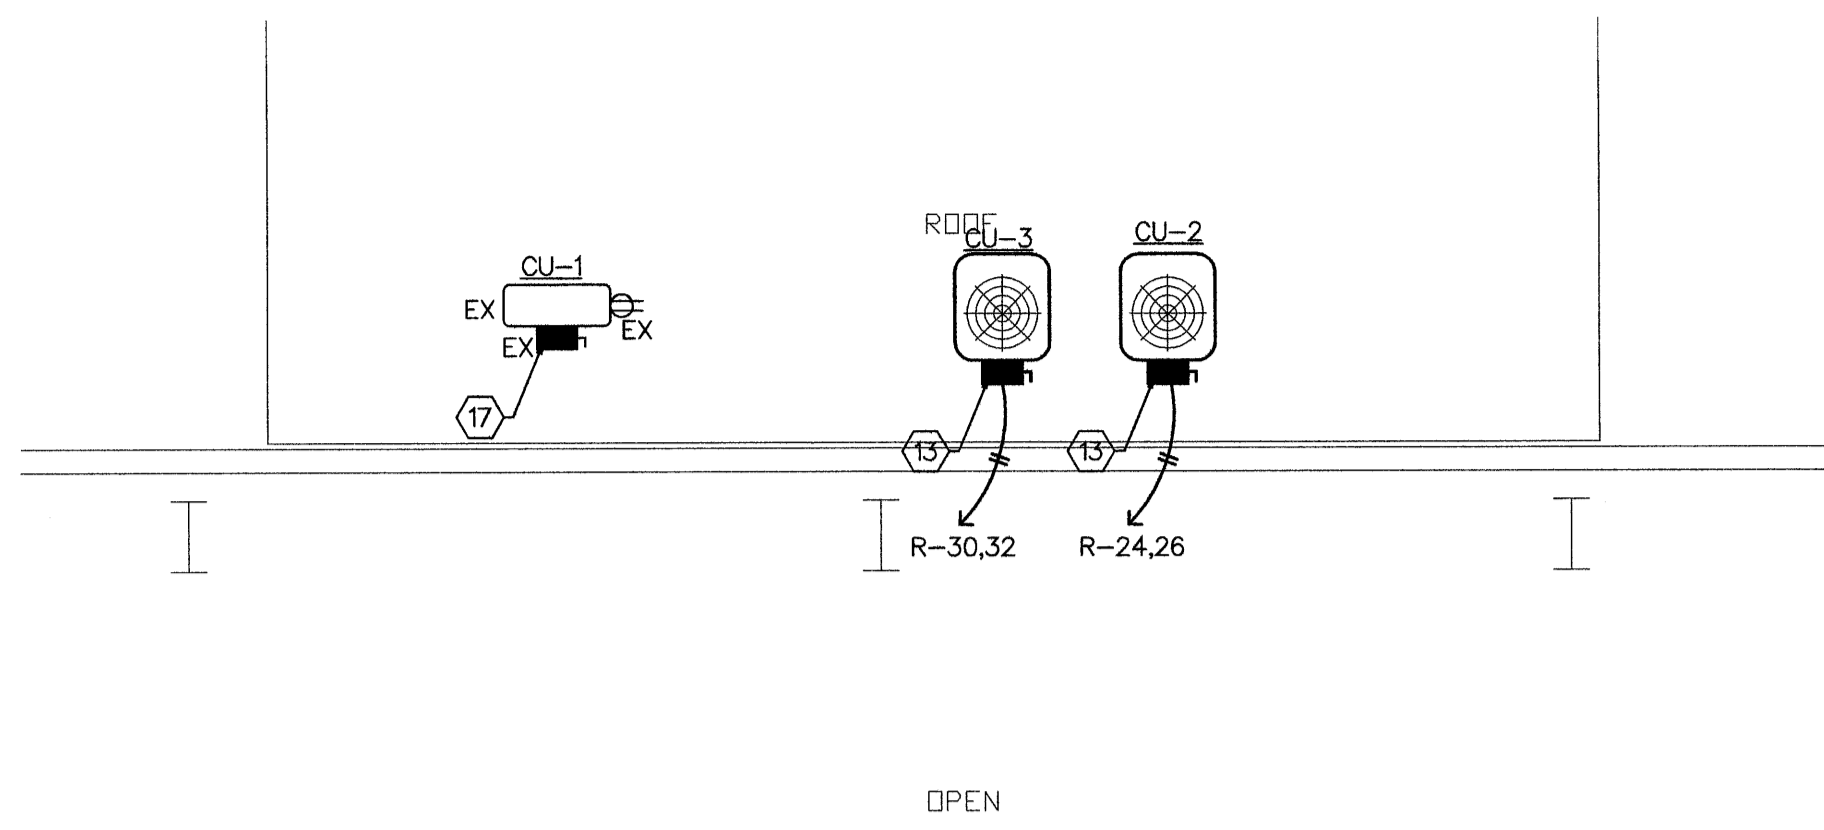 ROOF
CU-3
CU-2
CU-1
EX
EX
EX
17
13
13
R-30,32
R-24,26
OPEN